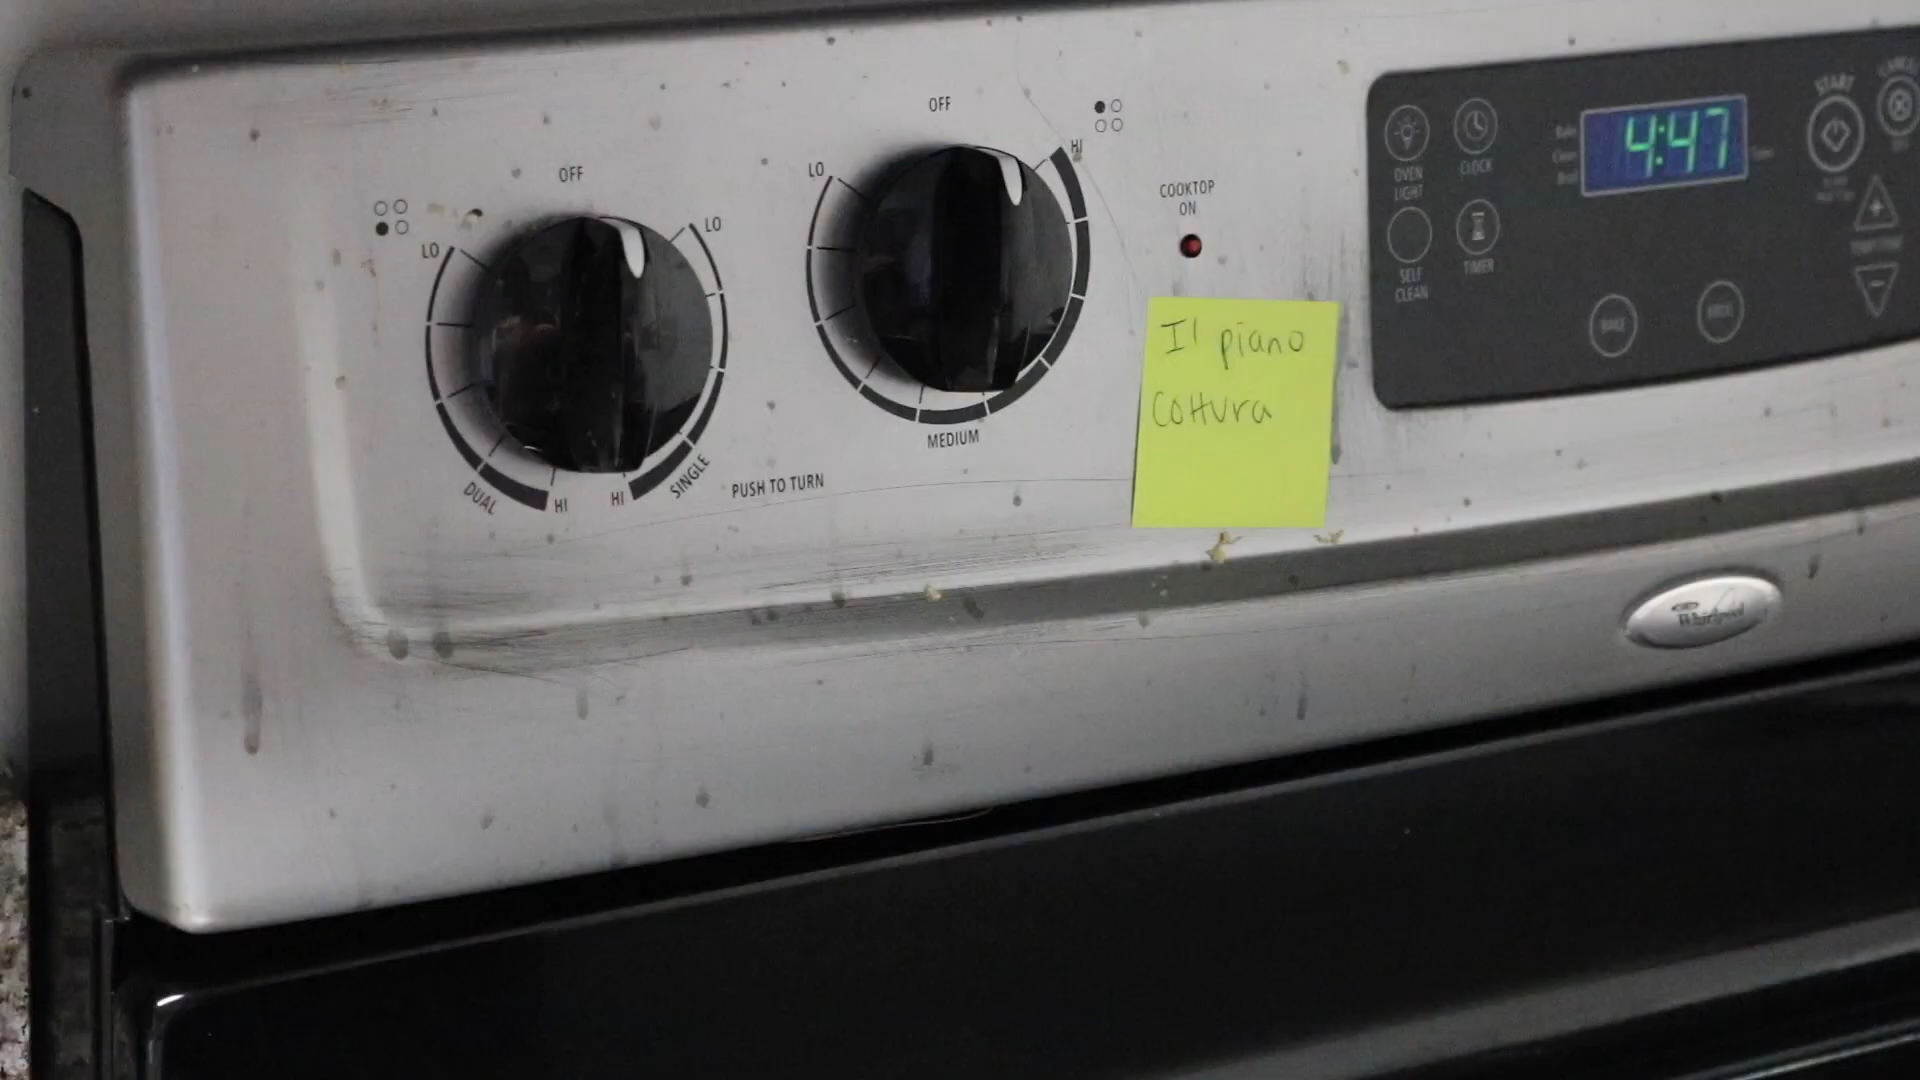 OFF
OFF
LO
HI
LO
LO
COOKTOP
ON
OVEN
LIGHT
CLOCK
4:47
START
SELF
CLEAN
TIMER
Il piano
Cottura
MEDIUM
DUAL
HI
HI
SINGLE
PUSH TO TURN
Whirlpool